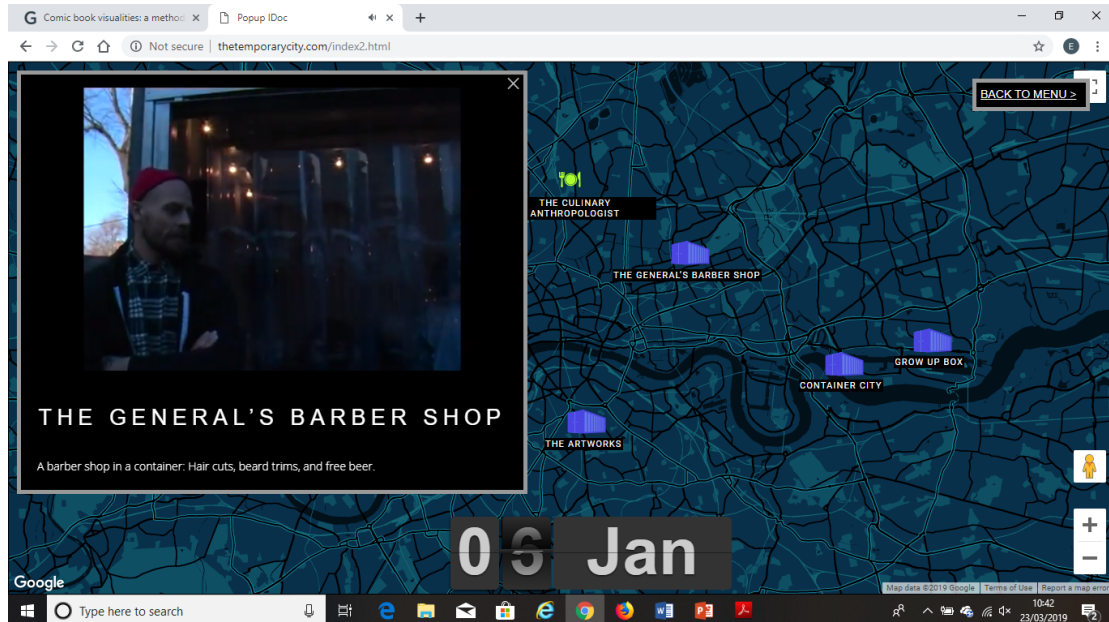 Comic book visualities: a method
Popup IDoc
Not secure
thetemporarycity.com/index2.html
E
BACK TO MENU >
THE CULINARY
ANTHROPOLOGIST
THE GENERAL'S BARBER SHOP
GROW UP BOX
CONTAINER CITY
THE ARTWORKS
THE GENERAL'S BARBER SHOP
A barber shop in a container: Hair cuts, beard trims, and free beer.
Jan
Google
Map data ©2019 Google
Terms of Use
Report a map error
Type here to search
10:42
23/03/2019
2